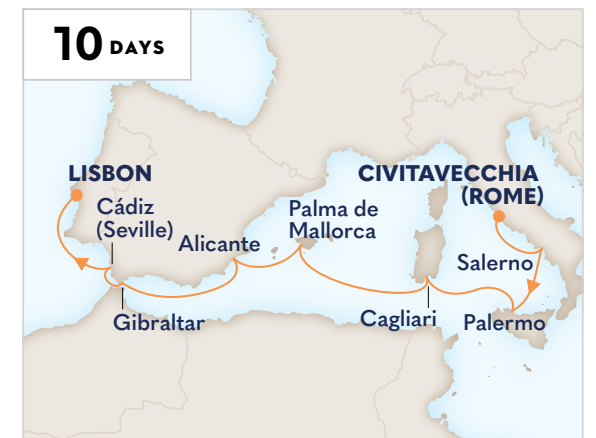 10 DAYS
LISBON
CIVITAVECCHIA
(ROME)
Cádiz
(Seville)
Alicante
Palma de
Mallorca
Salerno
Gibraltar
Cagliari
Palermo